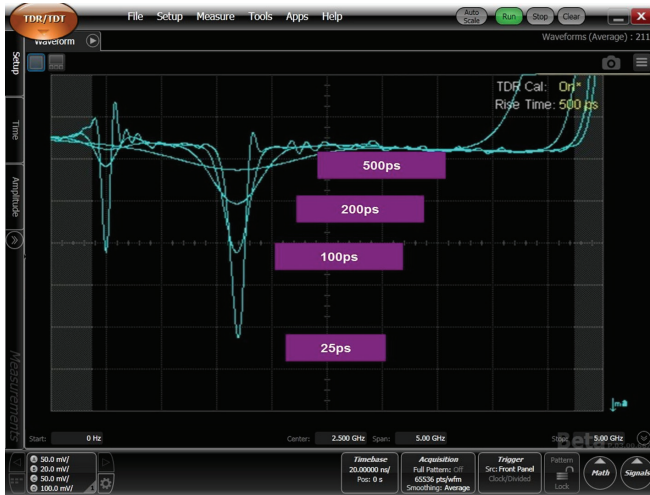 TDR/TDT File Setup Measure Tools Apps Help Auto Scale Run Stop Clear
Waveform Waveforms (Average) : 211
Setup
Time
Amplitude
Measurements
TDR Cal: On*
Rise Time: 500 ps
500ps
200ps
100ps
25ps
Start: 0 Hz Center: 2.500 GHz Span: 5.00 GHz Stop: 5.00 GHz
Beta
50.0 mV/
20.0 mV/
50.0 mV/
100.0 mV/
Timebase
20.00000 ns/
Pos: 0 s
Acquisition
Full Pattern: Off
65536 pts/wfm
Smoothing: Average
Trigger
Src: Front Panel
Clock/Divided
Pattern
Lock
Math
Signals